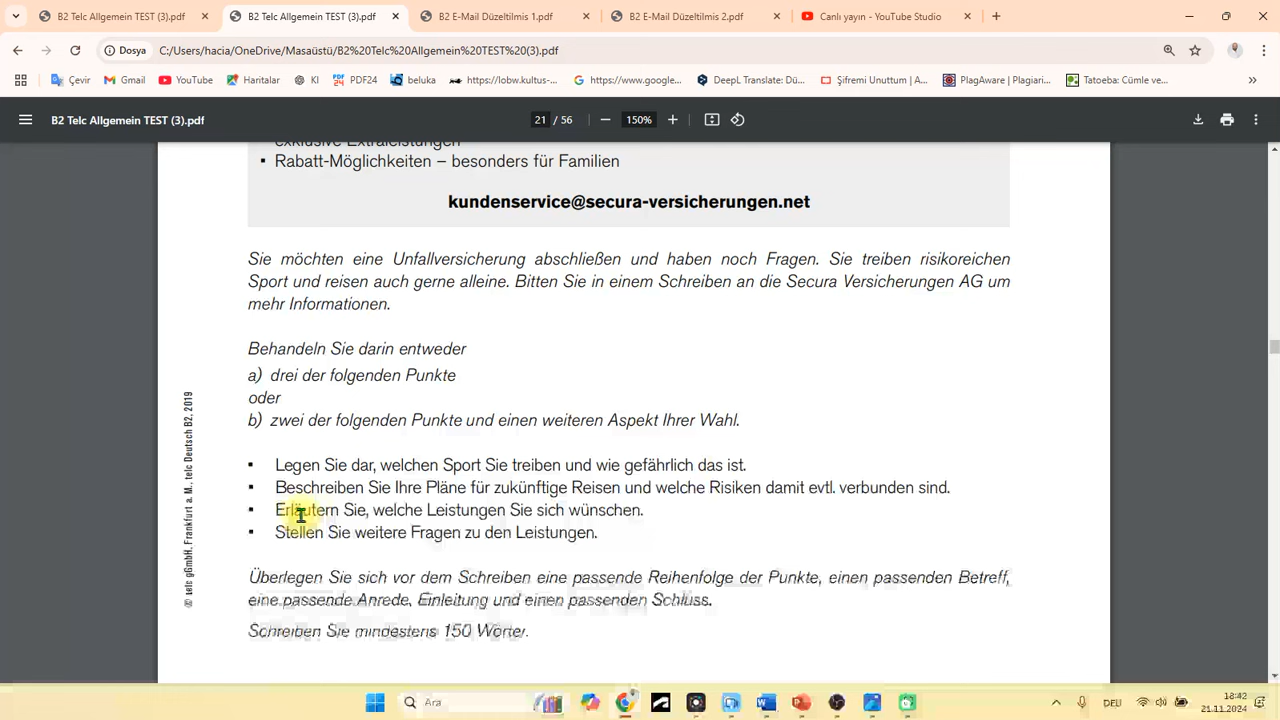 B2 Telc Allgemein TEST (3).pdf
B2 Telc Allgemein TEST (3).pdf
B2 E-Mail Düzeltilmis 1.pdf
B2 E-Mail Düzeltilmis 2.pdf
Canlı yayın - YouTube Studio
Dosya
C:/Users/hacia/OneDrive/Masaüstü/B2%20Telc%20Allgemein%20TEST%20(3).pdf
Çevir
Gmail
YouTube
Haritalar
KI
PDF24
beluka
https://lobw.kultus-...
https://www.google...
DeepL Translate: Dü...
Şifremi Unuttum | A...
PlagAware | Plagiari...
Tatoeba: Cümle ve...
B2 Telc Allgemein TEST (3).pdf
21 / 56
150%
exklusive Extraleistungen
• Rabatt-Möglichkeiten – besonders für Familien
kundenservice@secura-versicherungen.net
Sie möchten eine Unfallversicherung abschließen und haben noch Fragen. Sie treiben risikoreichen
Sport und reisen auch gerne alleine. Bitten Sie in einem Schreiben an die Secura Versicherungen AG um
mehr Informationen.
Behandeln Sie darin entweder
a) drei der folgenden Punkte
oder
b) zwei der folgenden Punkte und einen weiteren Aspekt Ihrer Wahl.
▪ Legen Sie dar, welchen Sport Sie treiben und wie gefährlich das ist.
▪ Beschreiben Sie Ihre Pläne für zukünftige Reisen und welche Risiken damit evtl. verbunden sind.
▪ Erläutern Sie, welche Leistungen Sie sich wünschen.
▪ Stellen Sie weitere Fragen zu den Leistungen.
Überlegen Sie sich vor dem Schreiben eine passende Reihenfolge der Punkte, einen passenden Betreff,
eine passende Anrede, Einleitung und einen passenden Schluss.
Schreiben Sie mindestens 150 Wörter.
© telc gGmbH, Frankfurt a. M., telc Deutsch B2, 2019
Ara
DEU
18:42
21.11.2024